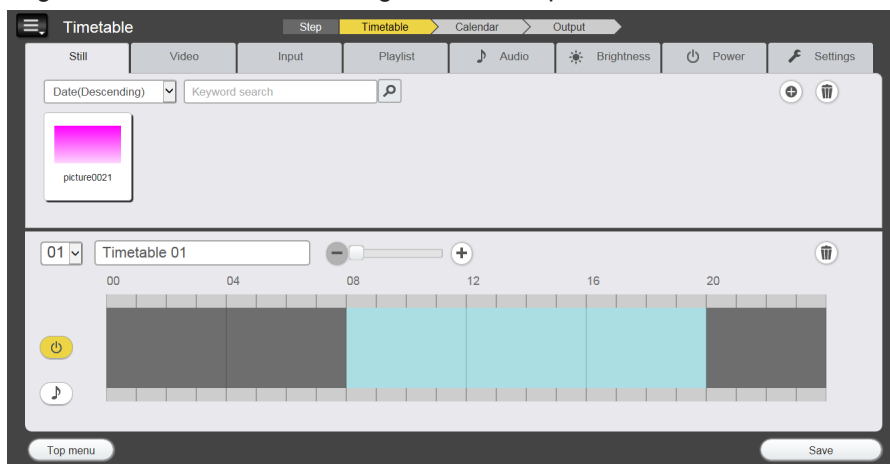 Timetable
Step Timetable Calendar Output
Still Video Input Playlist Audio Brightness Power Settings
Date(Descending) Keyword search
picture0021
01 Timetable 01
00 04 08 12 16 20
Top menu Save